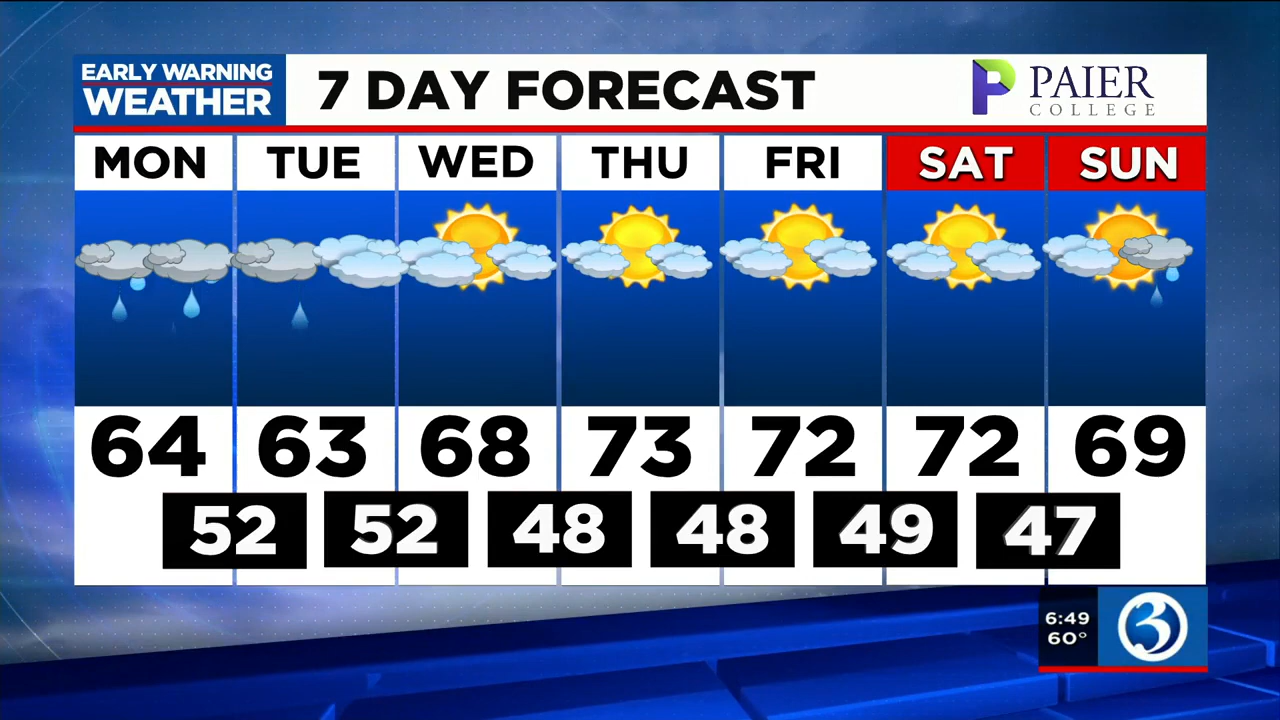 EARLY WARNING
WEATHER
7 DAY FORECAST
PAIER
COLLEGE
MON TUE WED THU FRI SAT SUN
64 63 68 73 72 72 69
52 52 48 48 49 47
6:49
60°
3